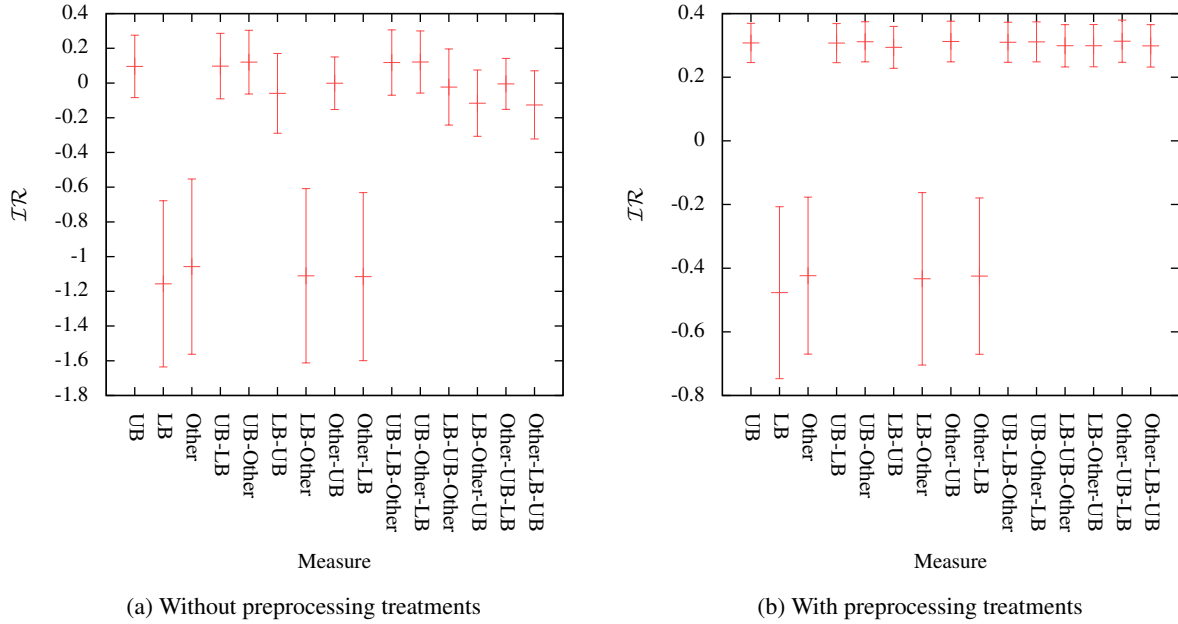 0.4
0.2
0
-0.2
-0.4
-0.6
-0.8
-1
-1.2
-1.4
-1.6
-1.8
IR
UB
LB
Other
UB-LB
UB-Other
LB-UB
LB-Other
Other-UB
Other-LB
UB-LB-Other
UB-Other-LB
LB-UB-Other
LB-Other-UB
Other-UB-LB
Other-LB-UB
Measure
(a) Without preprocessing treatments
0.4
0.2
0
-0.2
-0.4
-0.6
-0.8
IR
UB
LB
Other
UB-LB
UB-Other
LB-UB
LB-Other
Other-UB
Other-LB
UB-LB-Other
UB-Other-LB
LB-UB-Other
LB-Other-UB
Other-UB-LB
Other-LB-UB
Measure
(b) With preprocessing treatments